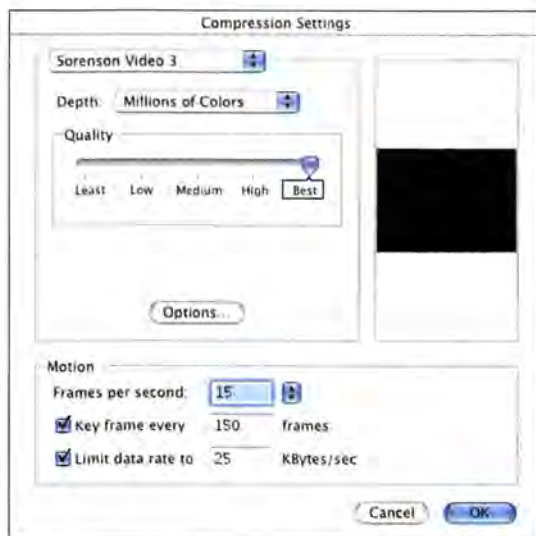 Compression Settings
Sorenson Video 3
Depth: Millions of Colors
Quality
Least Low Medium High Best
Options...
Motion
Frames per second: 15
Key frame every 150 frames
Limit data rate to 25 KBytes/sec
Cancel OK